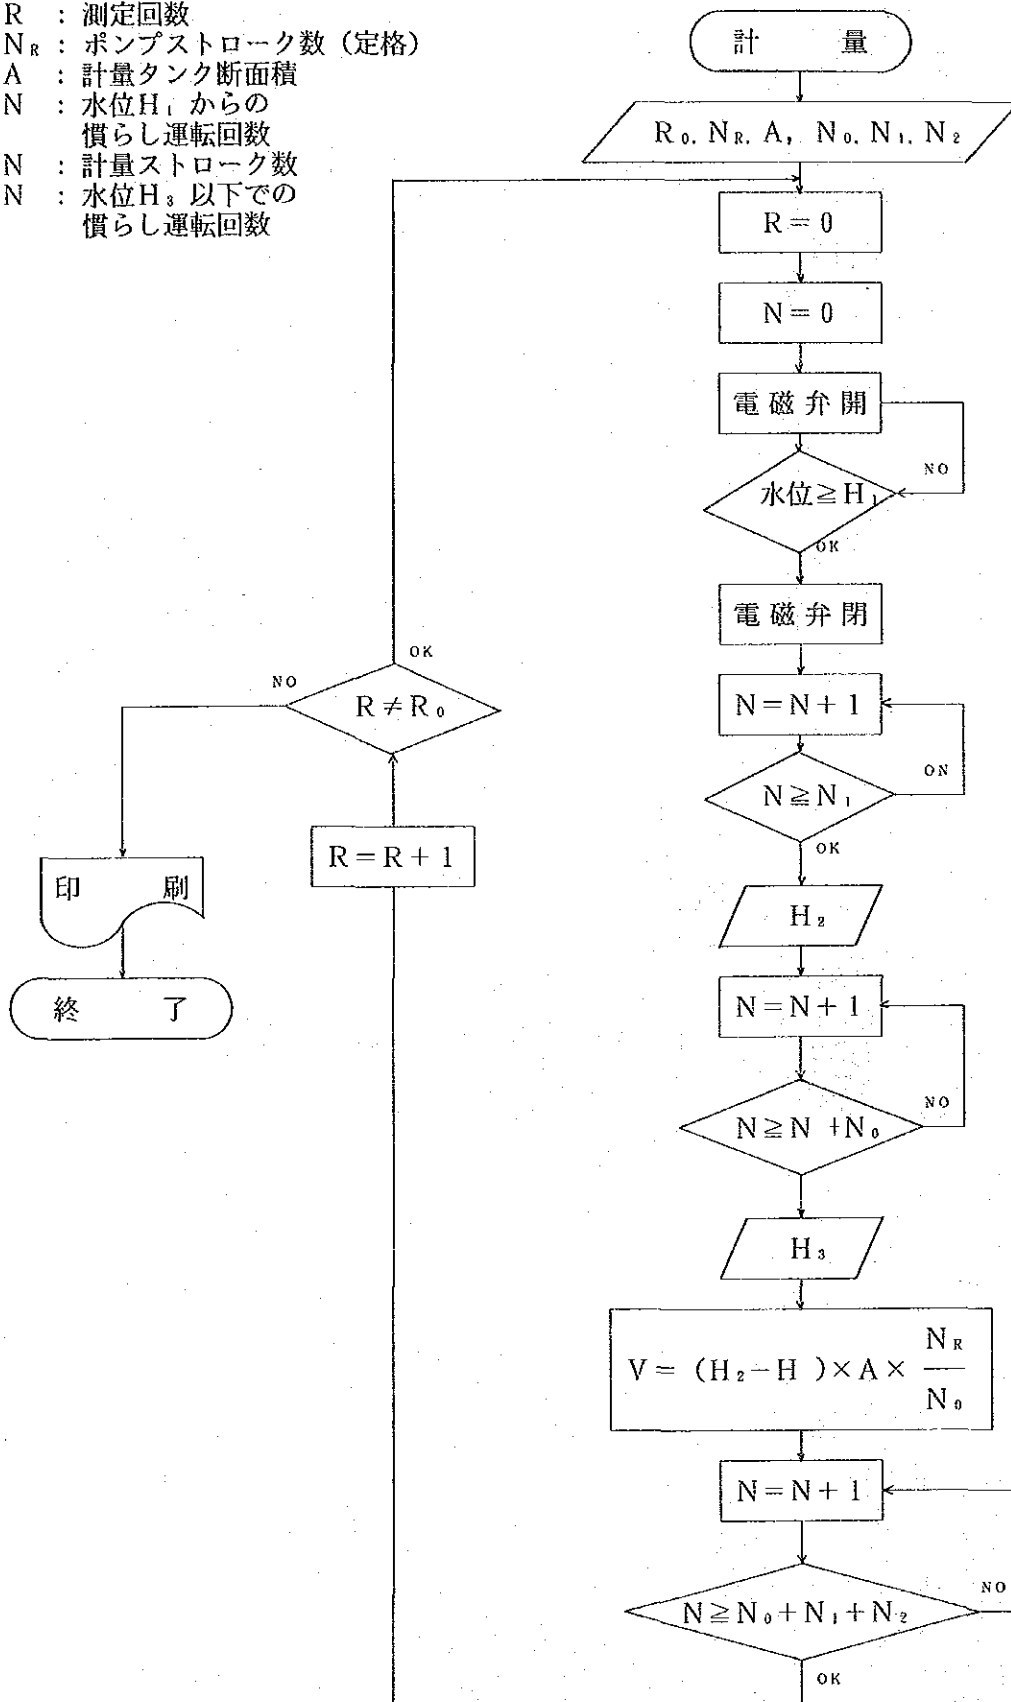 R : 測定回数
N_R : ポンプストローク数（定格）
A : 計量タンク断面積
N : 水位H₁ からの
慣らし運転回数
N : 計量ストローク数
N : 水位H₃ 以下での
慣らし運転回数
計 量
R₀. N_R. A, N₀. N₁. N₂
R=0
N=0
電磁弁開
NO
水位≧H₁
OK
電磁弁閉
OK
NO
R≠R₀
N=N+1
ON
N≧N₁
OK
R=R+1
印 刷
H₂
終 了
N=N+1
NO
N≧N +N₀
H₃
V=(H₂−H )×A× N_R
N₀
N=N+1
NO
N≧N₀+N₁+N₂
OK